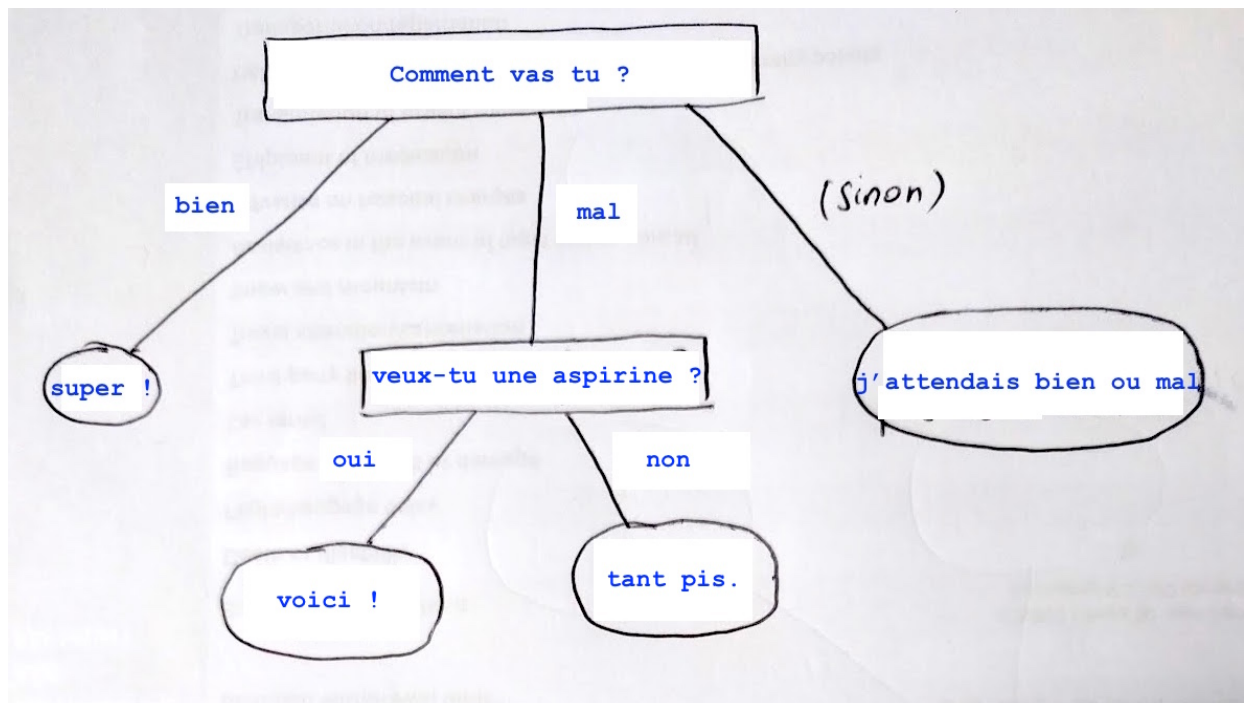 Comment vas tu ?
bien
mal
(sinon)
super !
veux-tu une aspirine ?
j'attendais bien ou mal
oui
non
voici !
tant pis.